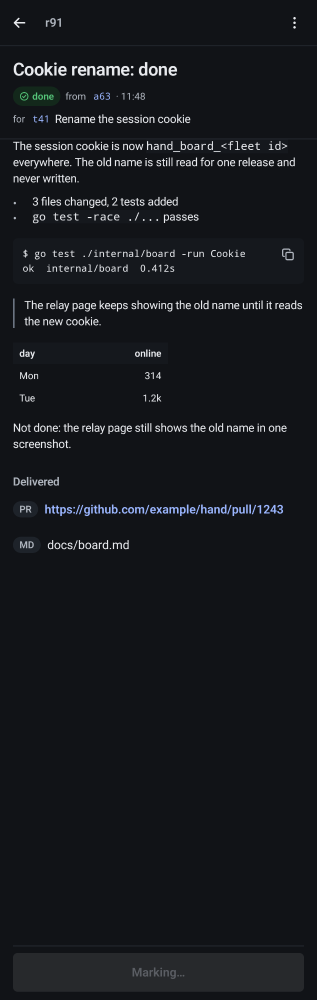 r91
Cookie rename: done
done from a63 · 11:48
for t41 Rename the session cookie
The session cookie is now hand_board_<fleet id>
everywhere. The old name is still read for one release and
never written.
• 3 files changed, 2 tests added
• go test -race ./... passes
$ go test ./internal/board -run Cookie
ok internal/board 0.412s
The relay page keeps showing the old name until it reads
the new cookie.
day online
Mon 314
Tue 1.2k
Not done: the relay page still shows the old name in one
screenshot.
Delivered
PR https://github.com/example/hand/pull/1243
MD docs/board.md
Marking…